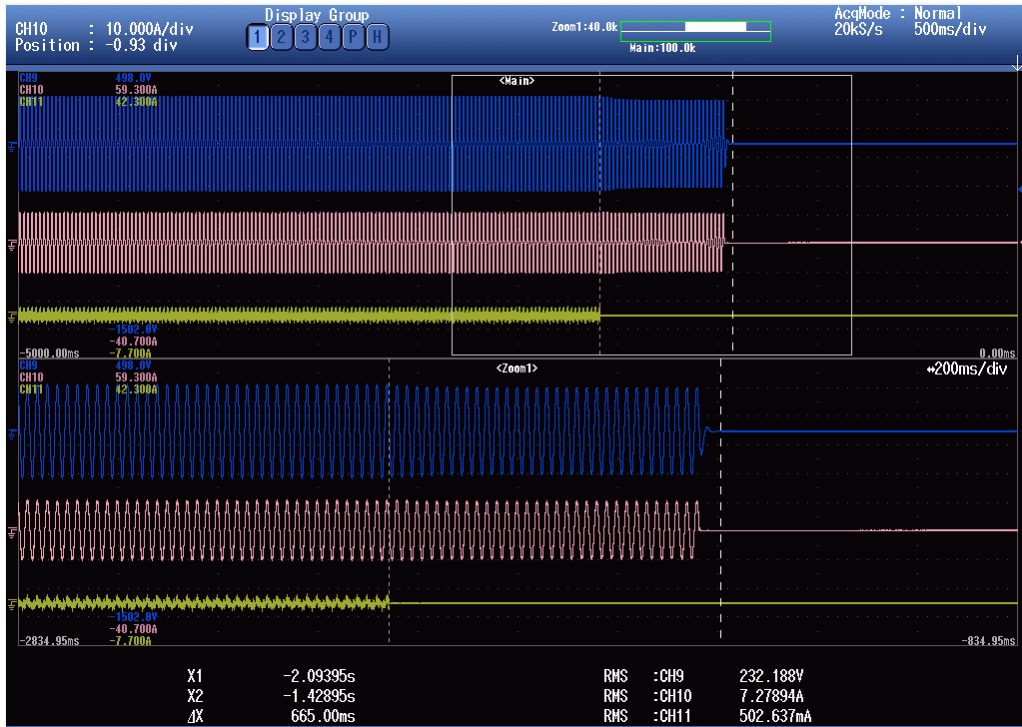 Display Group
CH10 : 10.000A/div
Position : -0.93 div
1 2 3 4 P H
Zoom1:40.0k
Main:100.0k
AcqMode : Normal
20kS/s 500ms/div
<Main>
CH9 498.0V
CH10 59.300A
CH11 42.300A
-1502.0V
-40.700A
-5000.00ms -7.700A 0.00ms
<Zoom1>
↔200ms/div
CH9 498.0V
CH10 59.300A
CH11 42.300A
-1502.0V
-40.700A
-2834.95ms -7.700A -834.95ms
X1 -2.09395s RMS :CH9 232.188V
X2 -1.42895s RMS :CH10 7.27894A
⊿X 665.00ms RMS :CH11 502.637mA